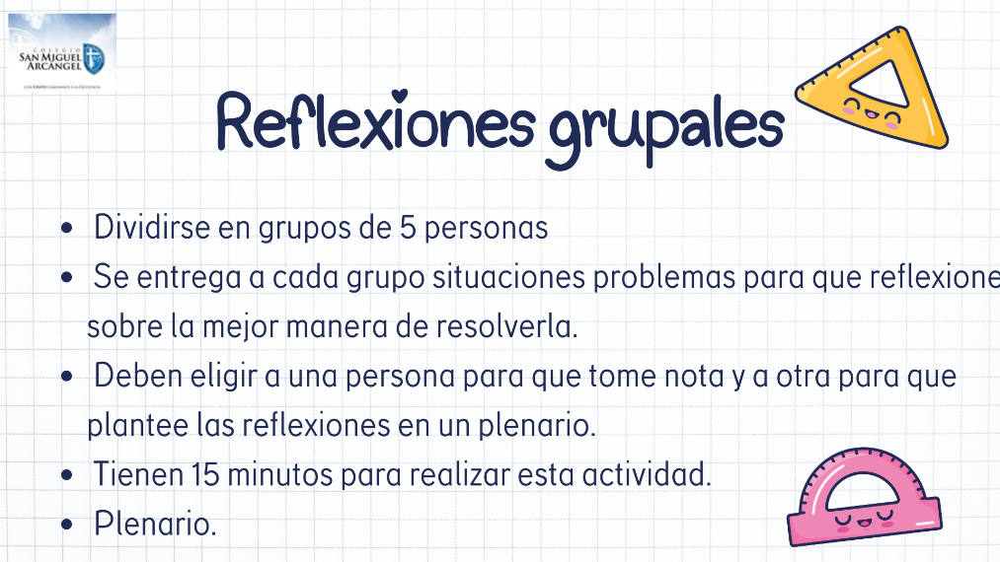 COLEGIO
SAN MIGUEL
ARCANGEL
Reflexiones grupales
• Dividirse en grupos de 5 personas
• Se entrega a cada grupo situaciones problemas para que reflexione
sobre la mejor manera de resolverla.
• Deben eligir a una persona para que tome nota y a otra para que
plantee las reflexiones en un plenario.
• Tienen 15 minutos para realizar esta actividad.
• Plenario.